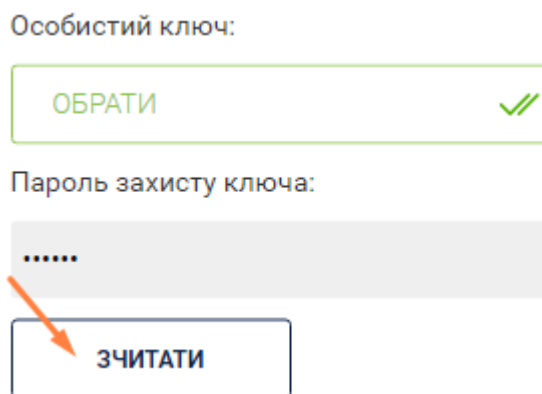 Особистий ключ:
ОБРАТИ
Пароль захисту ключа:
••••••
ЗЧИТАТИ